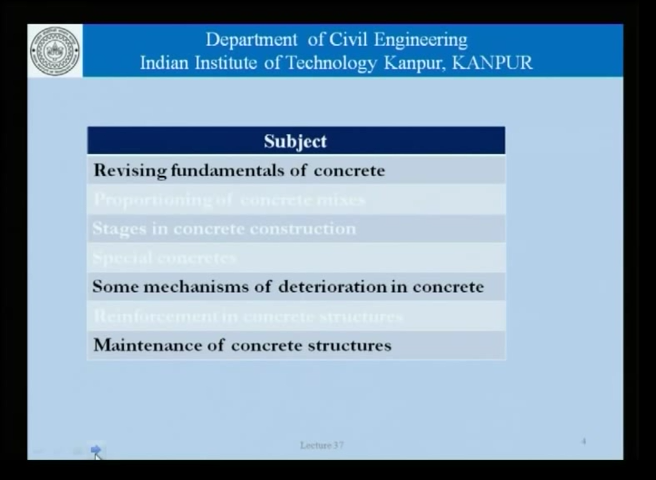 Department of Civil Engineering
Indian Institute of Technology Kanpur, KANPUR
Subject
Revising fundamentals of concrete
Proportioning of concrete mixes
Stages in concrete construction
Special concretes
Some mechanisms of deterioration in concrete
Reinforcement in concrete structures
Maintenance of concrete structures
Lecture 37
4